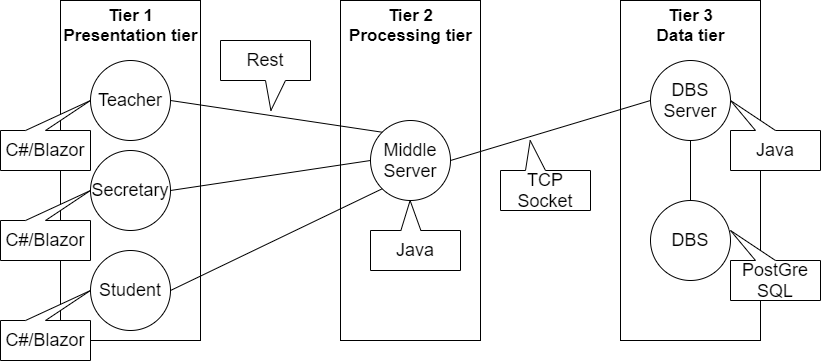 Tier 1
Presentation tier
Tier 2
Processing tier
Tier 3
Data tier
Rest
Teacher
C#/Blazor
Secretary
C#/Blazor
Student
C#/Blazor
Middle
Server
Java
TCP
Socket
DBS
Server
Java
DBS
PostGre
SQL